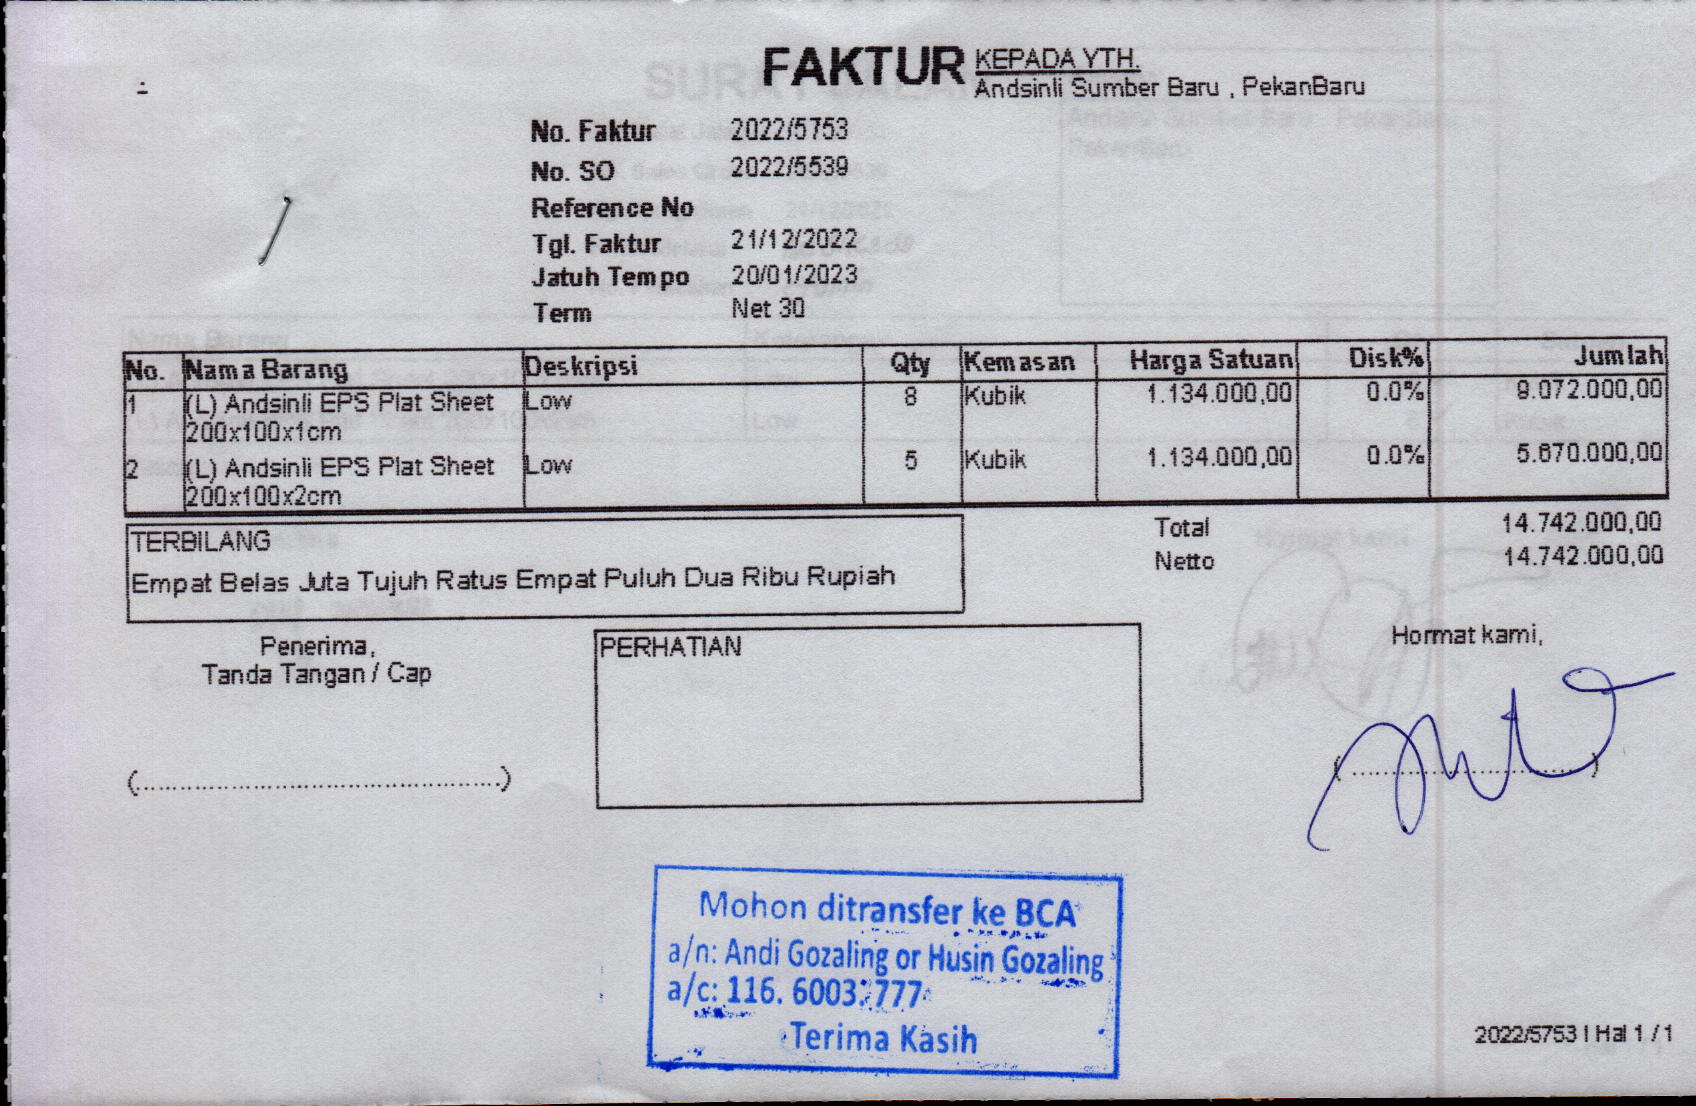 FAKTUR
KEPADA YTH.
Andsinli Sumber Baru , PekanBaru
No. Faktur 2022/5753
No. SO 2022/5539
Reference No
Tgl. Faktur 21/12/2022
Jatuh Tempo 20/01/2023
Term Net 30
No. Nama Barang Deskripsi Qty Kemasan Harga Satuan Disk% Jumlah
1 (L) Andsinli EPS Plat Sheet Low 8 Kubik 1.134.000,00 0.0% 9.072.000,00
200x100x1cm
2 (L) Andsinli EPS Plat Sheet Low 5 Kubik 1.134.000,00 0.0% 5.670.000,00
200x100x2cm
Total 14.742.000,00
Netto 14.742.000,00
TERBILANG
Empat Belas Juta Tujuh Ratus Empat Puluh Dua Ribu Rupiah
Penerima,
Tanda Tangan / Cap
(..............................................)
PERHATIAN
Hormat kami,
Mohon ditransfer ke BCA
a/n: Andi Gozaling or Husin Gozaling
a/c: 116. 6003. 777
Terima Kasih
2022/5753 | Hal 1 / 1